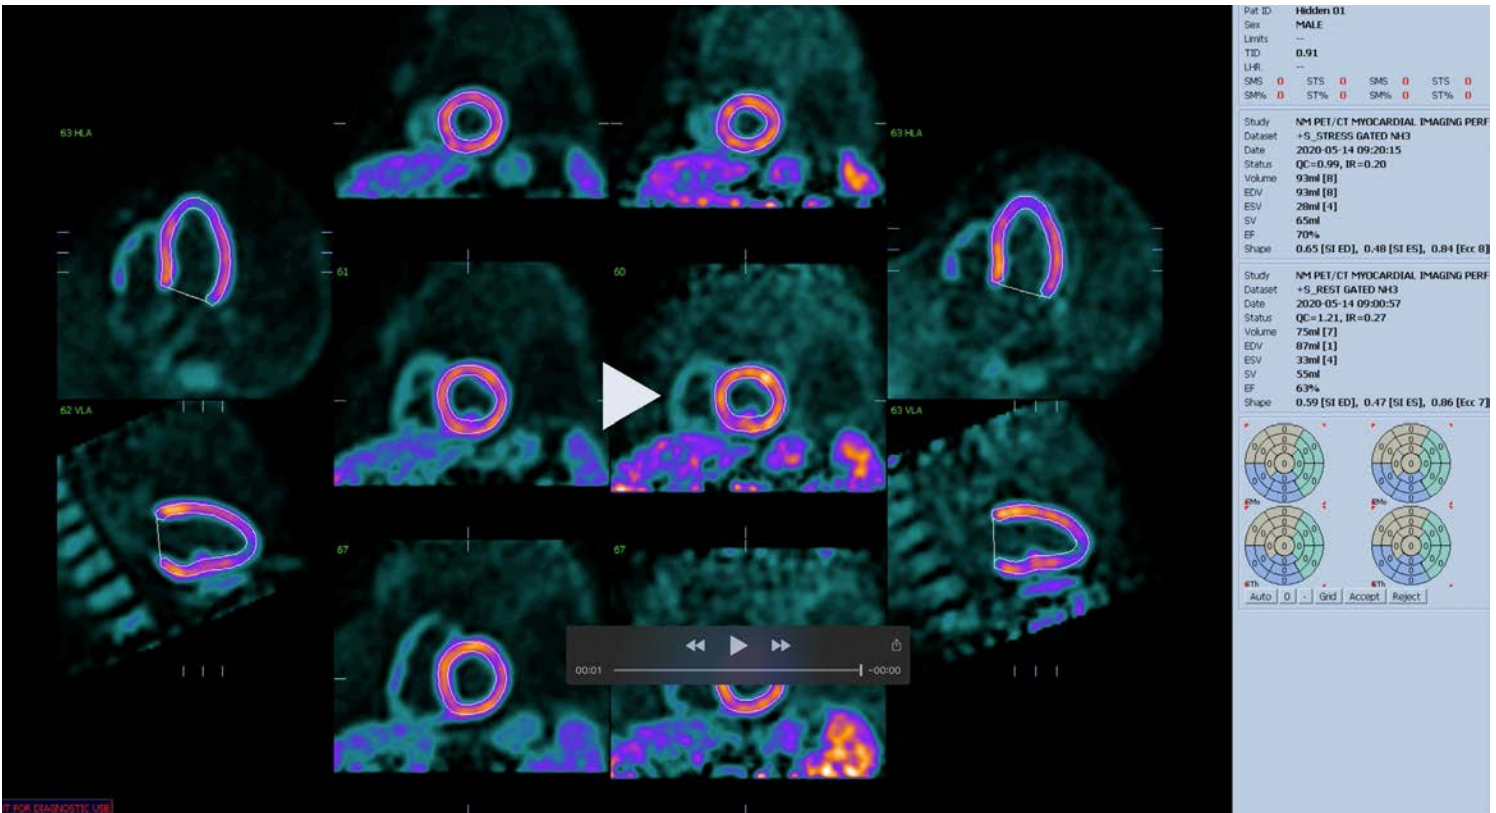 63 HLA
63 HLA
61
60
62 VLA
63 VLA
67
67
00:01
-00:00
T FOR DIAGNOSTIC USE
Pat ID Hidden 01
Sex MALE
Limits --
TID 0.91
LHR --
SMS 0 STS 0 SMS 0 STS 0
SM% 0 ST% 0 SM% 0 ST% 0
Study NM PET/CT MYOCARDIAL IMAGING PERF
Dataset +S_STRESS GATED NH3
Date 2020-05-14 09:20:15
Status QC=0.99, IR=0.20
Volume 93ml [8]
EDV 93ml [8]
ESV 28ml [4]
SV 65ml
EF 70%
Shape 0.65 [SI ED], 0.48 [SI ES], 0.84 [Ecc 8]
Study NM PET/CT MYOCARDIAL IMAGING PERF
Dataset +S_REST GATED NH3
Date 2020-05-14 09:00:57
Status QC=1.21, IR=0.27
Volume 75ml [7]
EDV 87ml [1]
ESV 33ml [4]
SV 55ml
EF 63%
Shape 0.59 [SI ED], 0.47 [SI ES], 0.86 [Ecc 7]
Auto 0 - Grid Accept Reject